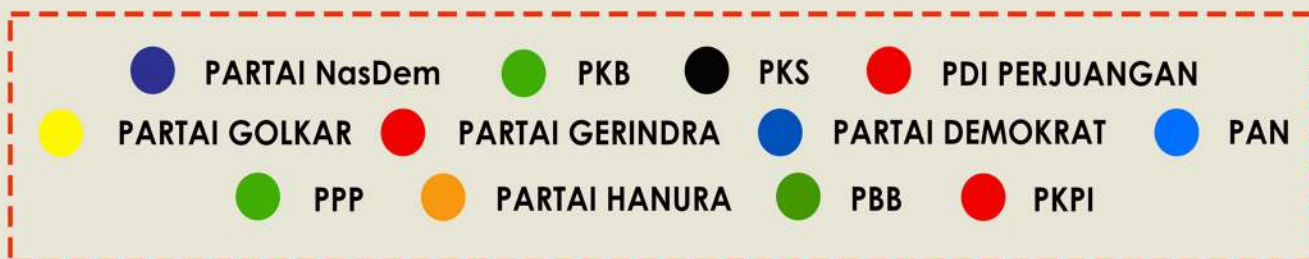 PARTAI NasDem PKB PKS PDI PERJUANGAN
PARTAI GOLKAR PARTAI GERINDRA PARTAI DEMOKRAT PAN
PPP PARTAI HANURA PBB PKPI